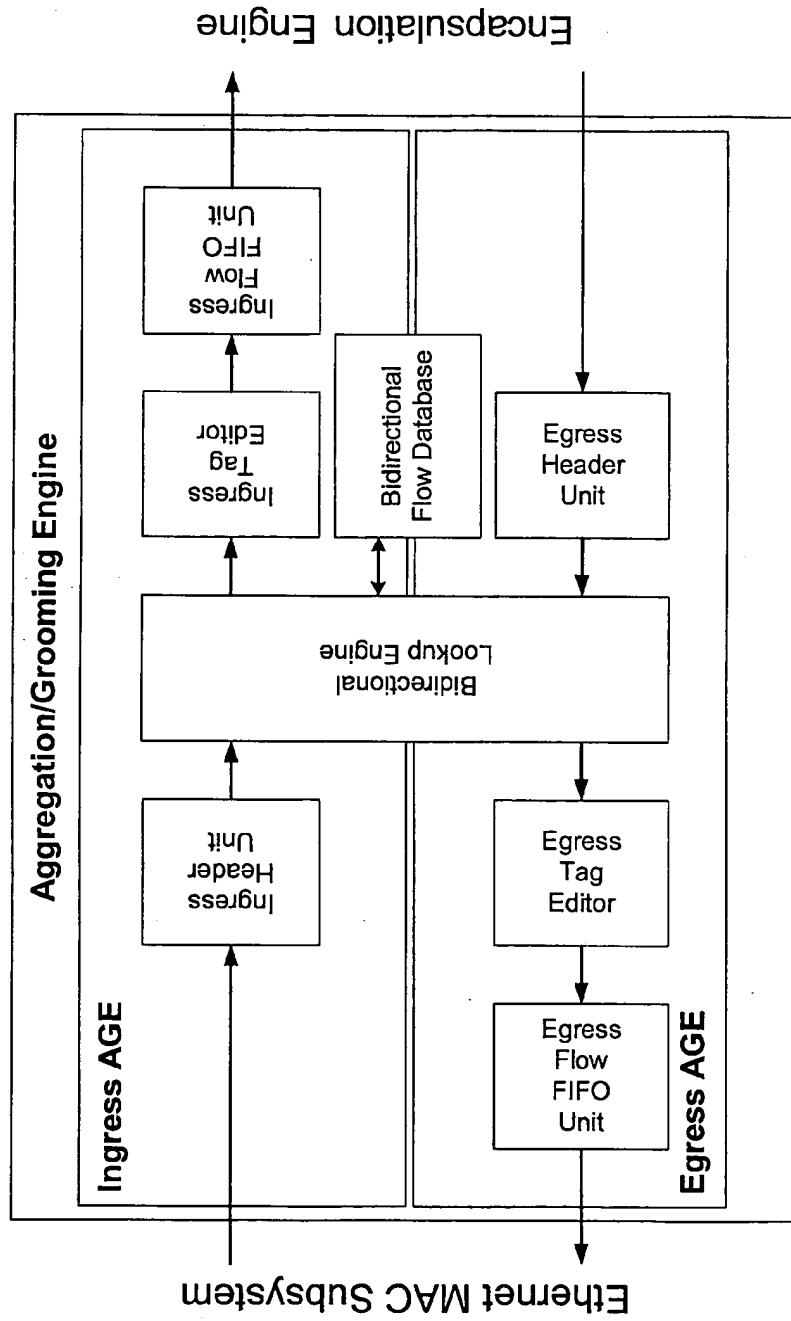 Aggregation/Grooming Engine
Ethernet MAC Subsystem
Encapsulation Engine
Ingress AGE
Ingress
Header
Unit
Bidirectional
Lookup Engine
Ingress
Tag
Editor
Ingress
Flow
FIFO
Unit
Bidirectional
Flow Database
Egress
Header
Unit
Egress
Tag
Editor
Egress
Flow
FIFO
Unit
Egress AGE